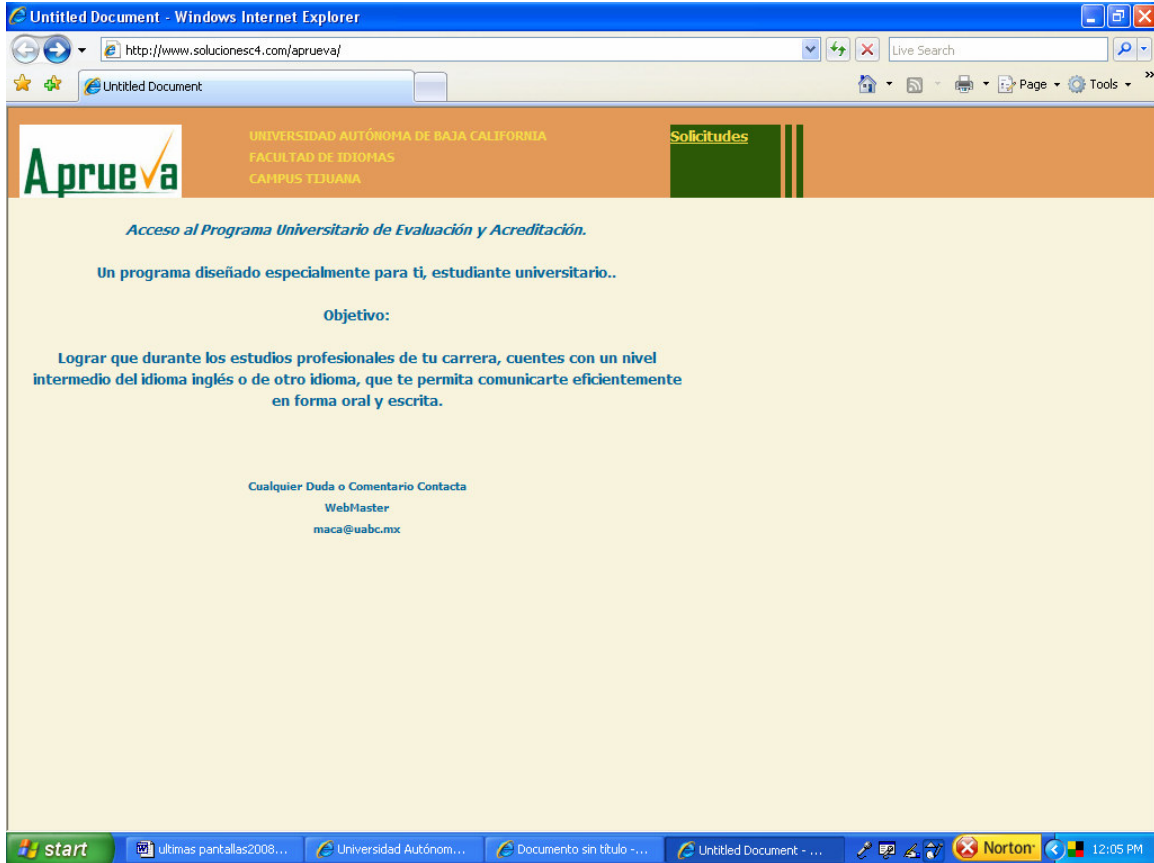 Untitled Document - Windows Internet Explorer
http://www.solucionesc4.com/aprueva/
Live Search
Untitled Document
Page
Tools
»
Aprueva
UNIVERSIDAD AUTÓNOMA DE BAJA CALIFORNIA
FACULTAD DE IDIOMAS
CAMPUS TIJUANA
Solicitudes
Acceso al Programa Universitario de Evaluación y Acreditación.
Un programa diseñado especialmente para ti, estudiante universitario..
Objetivo:
Lograr que durante los estudios profesionales de tu carrera, cuentes con un nivel
intermedio del idioma inglés o de otro idioma, que te permita comunicarte eficientemente
en forma oral y escrita.
Cualquier Duda o Comentario Contacta
WebMaster
maca@uabc.mx
start
ultimas pantallas2008...
Universidad Autónom...
Documento sin título -...
Untitled Document - ...
Norton
12:05 PM